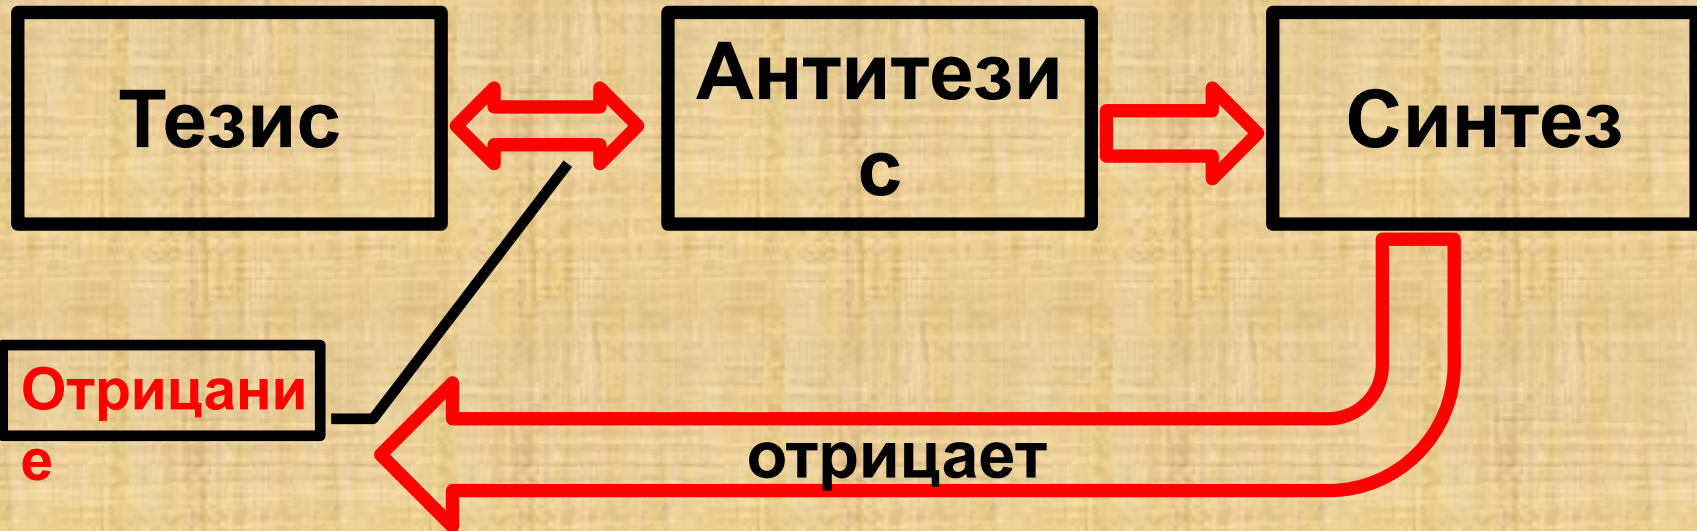 Тезис
Антитези
с
Синтез
Отрицани
е
отрицает